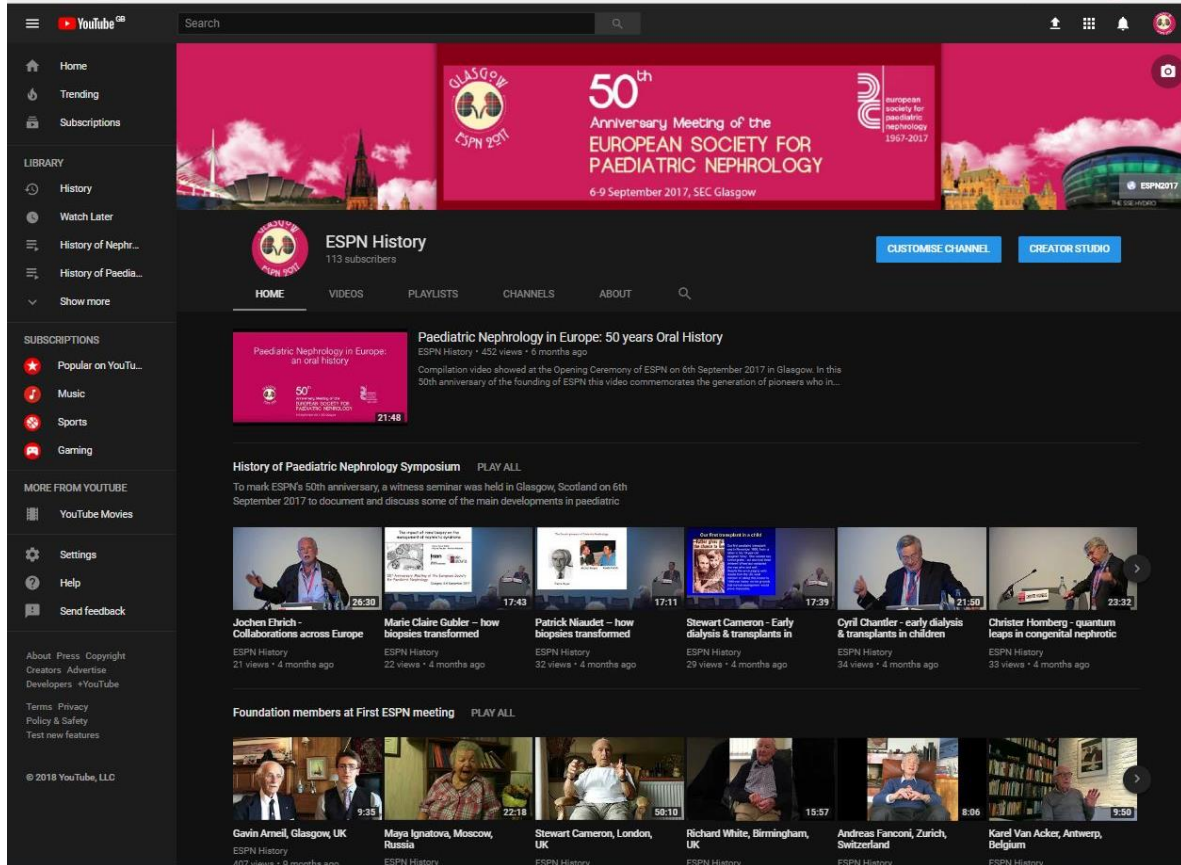 YouTube GB
Search
Home
Trending
Subscriptions
LIBRARY
History
Watch Later
History of Nephr...
History of Paedia...
Show more
SUBSCRIPTIONS
Popular on YouTu...
Music
Sports
Gaming
MORE FROM YOUTUBE
YouTube Movies
Settings
Help
Send feedback
About Press Copyright
Creators Advertise
Developers +YouTube
Terms Privacy
Policy & Safety
Test new features
© 2018 YouTube, LLC
GLASGOW
ESPN 2017
50th
Anniversary Meeting of the
EUROPEAN SOCIETY FOR
PAEDIATRIC NEPHROLOGY
6-9 September 2017, SEC Glasgow
european
society for
paediatric
nephrology
1967-2017
ESPN2017
THE SSE HYDRO
GLASGOW
ESPN 2017
ESPN History
113 subscribers
CUSTOMISE CHANNEL
CREATOR STUDIO
HOME
VIDEOS
PLAYLISTS
CHANNELS
ABOUT
Paediatric Nephrology in Europe:
an oral history
50th
21:48
Paediatric Nephrology in Europe: 50 years Oral History
ESPN History • 452 views • 6 months ago
Compilation video showed at the Opening Ceremony of ESPN on 6th September 2017 in Glasgow. In this
50th anniversary of the founding of ESPN this video commemorates the generation of pioneers who in...
History of Paediatric Nephrology Symposium PLAY ALL
To mark ESPN's 50th anniversary, a witness seminar was held in Glasgow, Scotland on 6th
September 2017 to document and discuss some of the main developments in paediatric
26:30
Jochen Ehrich -
Collaborations across Europe
ESPN History
21 views • 4 months ago
17:43
Marie Claire Gubler – how
biopsies transformed
ESPN History
22 views • 4 months ago
17:11
Patrick Niaudet – how
biopsies transformed
ESPN History
32 views • 4 months ago
Our first transplant in a child
17:39
Stewart Cameron - Early
dialysis & transplants in
ESPN History
29 views • 4 months ago
21:50
Cyril Chantler - early dialysis
& transplants in children
ESPN History
34 views • 4 months ago
23:32
Christer Homberg - quantum
leaps in congenital nephrotic
ESPN History
33 views • 4 months ago
Foundation members at First ESPN meeting PLAY ALL
9:35
Gavin Arneil, Glasgow, UK
ESPN History
407 views • 9 months ago
22:18
Maya Ignatova, Moscow,
Russia
ESPN History
50:10
Stewart Cameron, London,
UK
ESPN History
15:57
Richard White, Birmingham,
UK
ESPN History
8:06
Andreas Fanconi, Zurich,
Switzerland
ESPN History
9:50
Karel Van Acker, Antwerp,
Belgium
ESPN History